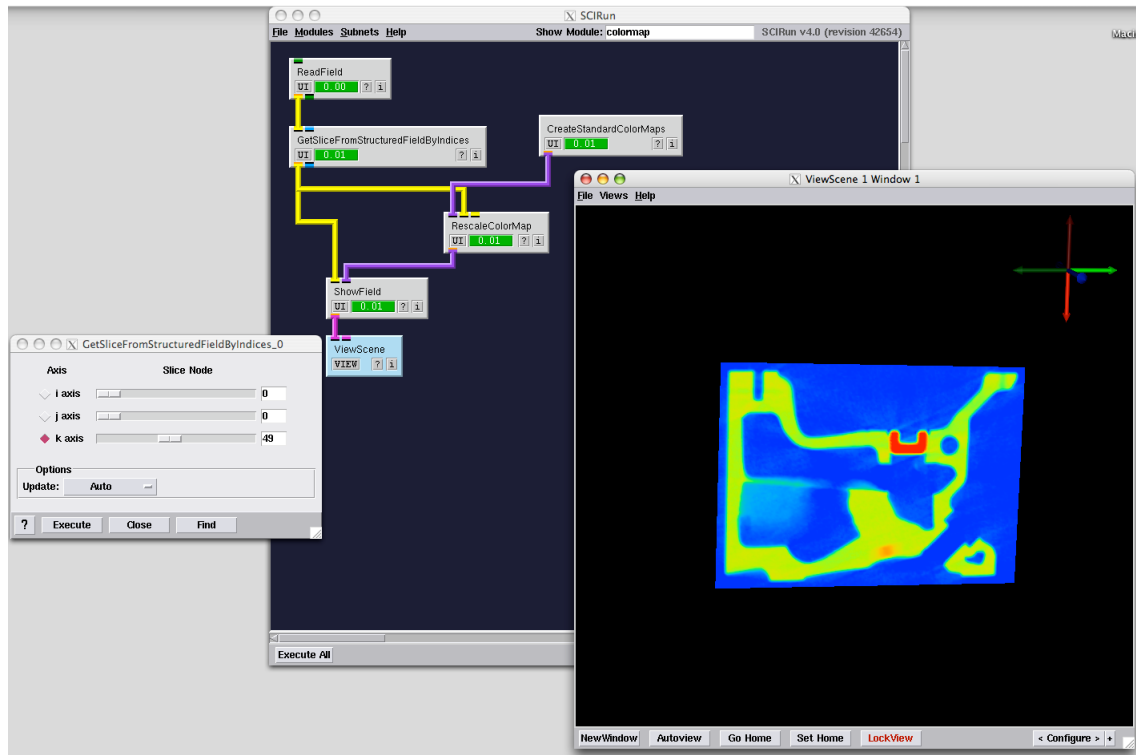 SCIRun
File Modules Subnets Help
Show Module: colormap
SCIRun v4.0 (revision 42654)
ReadField
UI 0.00 ? i
GetSliceFromStructuredFieldByIndices
UI 0.01 ? i
CreateStandardColorMaps
UI 0.01 ? i
RescaleColorMap
UI 0.01 ? i
ShowField
UI 0.01 ? i
ViewScene
VIEW ? i
Execute All
GetSliceFromStructuredFieldByIndices_0
Axis Slice Node
i axis 0
j axis 0
k axis 49
Options
Update: Auto
? Execute Close Find
ViewScene 1 Window 1
File Views Help
NewWindow Autoview Go Home Set Home LockView < Configure > +